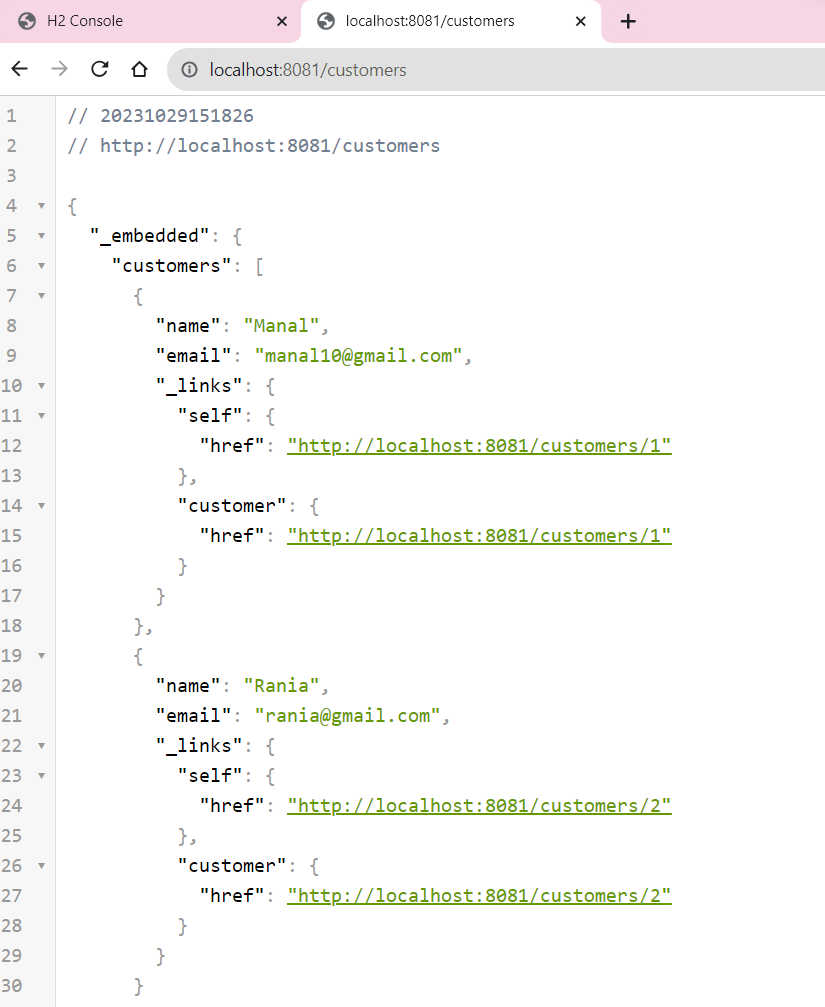 H2 Console
localhost:8081/customers
localhost:8081/customers
1 // 20231029151826
2 // http://localhost:8081/customers
3
4 {
5 "_embedded": {
6 "customers": [
7 {
8 "name": "Manal",
9 "email": "manal10@gmail.com",
10 "_links": {
11 "self": {
12 "href": "http://localhost:8081/customers/1"
13 },
14 "customer": {
15 "href": "http://localhost:8081/customers/1"
16 }
17 }
18 },
19 {
20 "name": "Rania",
21 "email": "rania@gmail.com",
22 "_links": {
23 "self": {
24 "href": "http://localhost:8081/customers/2"
25 },
26 "customer": {
27 "href": "http://localhost:8081/customers/2"
28 }
29 }
30 }